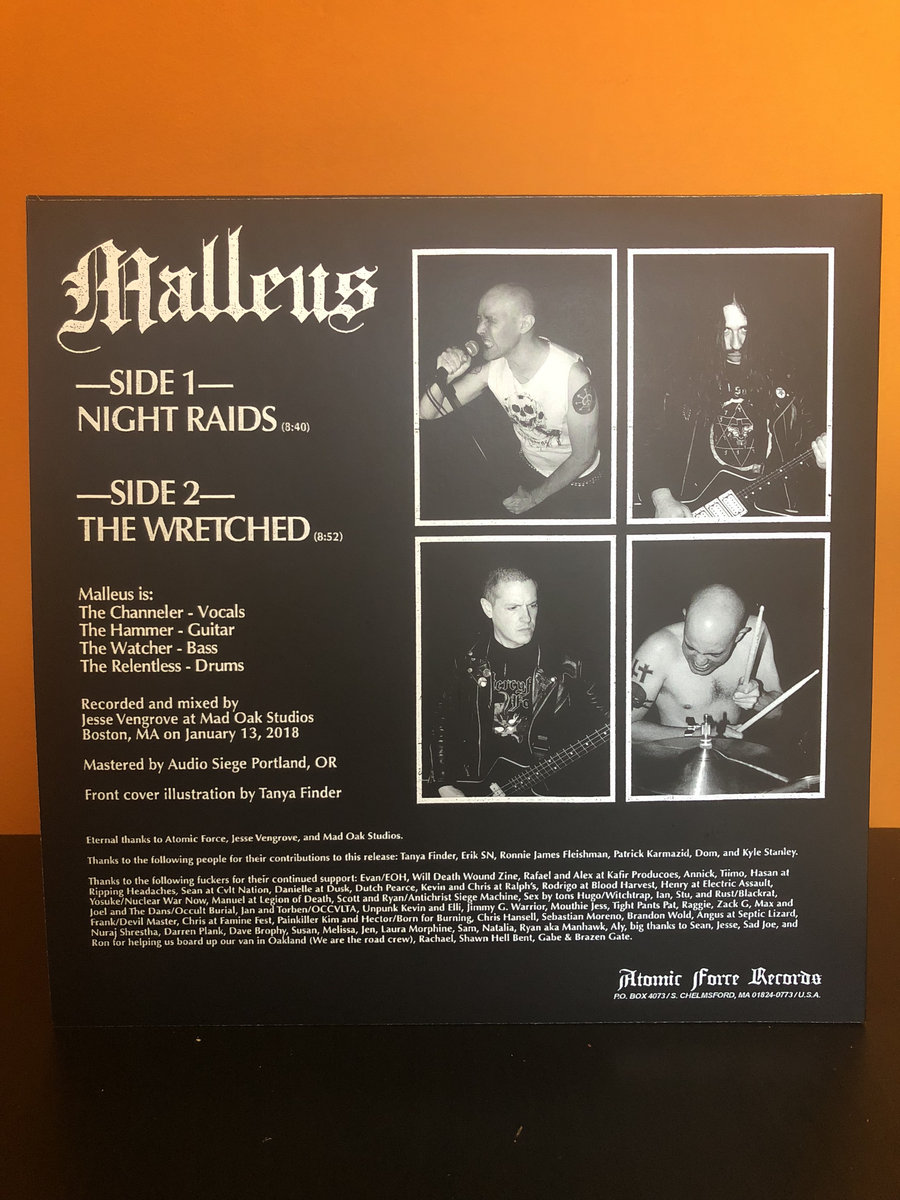 Malleus
—SIDE 1—
NIGHT RAIDS (8:40)
—SIDE 2—
THE WRETCHED (8:52)
Malleus is:
The Channeler - Vocals
The Hammer - Guitar
The Watcher - Bass
The Relentless - Drums
Recorded and mixed by
Jesse Vengrove at Mad Oak Studios
Boston, MA on January 13, 2018
Mastered by Audio Siege Portland, OR
Front cover illustration by Tanya Finder
Eternal thanks to Atomic Force, Jesse Vengrove, and Mad Oak Studios.
Thanks to the following people for their contributions to this release: Tanya Finder, Erik SN, Ronnie James Fleishman, Patrick Karmazid, Dom, and Kyle Stanley.
Thanks to the following fuckers for their continued support: Evan/EOH, Will Death Wound Zine, Rafael and Alex at Kafir Producoes, Annick, Tiimo, Hasan at
Ripping Headaches, Sean at Cvlt Nation, Danielle at Dusk, Dutch Pearce, Kevin and Chris at Ralph's, Rodrigo at Blood Harvest, Henry at Electric Assault,
Yosuke/Nuclear War Now, Manuel at Legion of Death, Scott and Ryan/Antichrist Siege Machine, Sex by tons Hugo/Witchtrap, Ian, Stu, and Rust/Blackrat,
Joel and The Dans/Occult Burial, Jan and Torben/OCCVLTA, Unpunk Kevin and Elli, Jimmy G. Warrior, Mouthie Jess, Tight Pants Pat, Raggie, Zack G, Max and
Frank/Devil Master, Chris at Famine Fest, Painkiller Kim and Hector/Born for Burning, Chris Hansell, Sebastian Moreno, Brandon Wold, Angus at Septic Lizard,
Nuraj Shrestha, Darren Plank, Dave Brophy, Susan, Melissa, Jen, Laura Morphine, Sam, Natalia, Ryan aka Manhawk, Aly, big thanks to Sean, Jesse, Sad Joe, and
Ron for helping us board up our van in Oakland (We are the road crew), Rachael, Shawn Hell Bent, Gabe & Brazen Gate.
Atomic Force Records
P.O. BOX 4073 / S. CHELMSFORD, MA 01824-0773 / U.S.A.